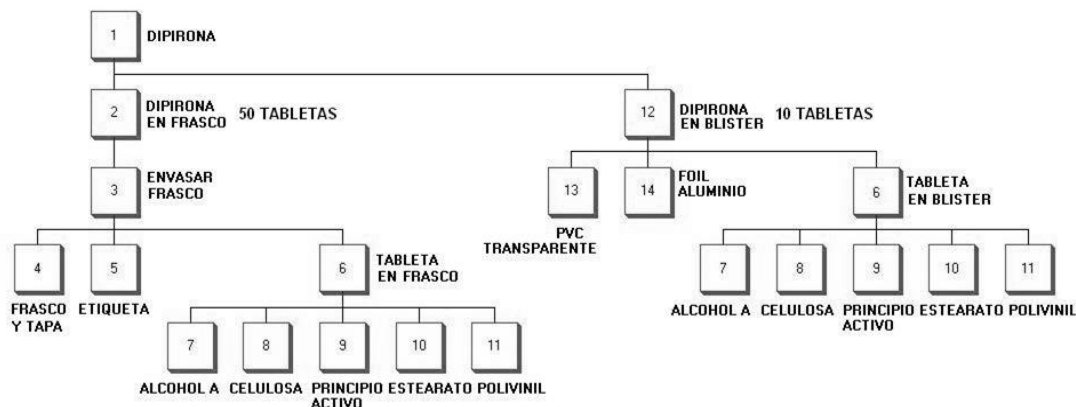 1 DIPIRONA
2 DIPIRONA EN FRASCO 50 TABLETAS
12 DIPIRONA EN BLISTER 10 TABLETAS
3 ENVASAR FRASCO
13
14 FOIL ALUMINIO
6 TABLETA EN BLISTER
PVC TRANSPARENTE
4
5
6 TABLETA EN FRASCO
7
8
9
10
11
FRASCO Y TAPA
ETIQUETA
ALCOHOL A
CELULOSA
PRINCIPIO ACTIVO
ESTEARATO
POLIVINIL
7
8
9
10
11
ALCOHOL A
CELULOSA
PRINCIPIO ACTIVO
ESTEARATO
POLIVINIL